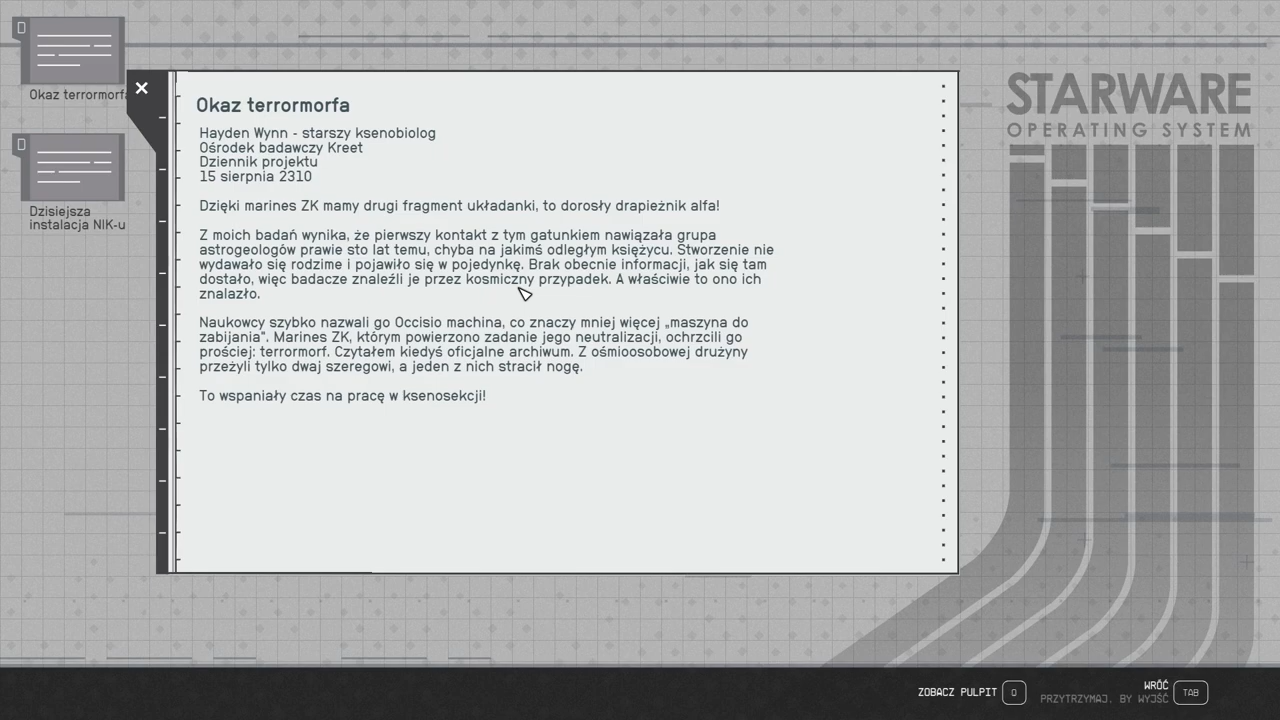 Okaz terrormorfa
Dzisiejsza
instalacja NIK-u
Okaz terrormorfa
Hayden Wynn - starszy ksenobiolog
Ośrodek badawczy Kreet
Dziennik projektu
15 sierpnia 2310
Dzięki marines ZK mamy drugi fragment układanki, to dorosły drapieżnik alfa!
Z moich badań wynika, że pierwszy kontakt z tym gatunkiem nawiązała grupa
astrogeologów prawie sto lat temu, chyba na jakimś odległym księżycu. Stworzenie nie
wydawało się rodzime i pojawiło się w pojedynkę. Brak obecnie informacji, jak się tam
dostało, więc badacze znaleźli je przez kosmiczny przypadek. A właściwie to ono ich
znalazło.
Naukowcy szybko nazwali go Occisio machina, co znaczy mniej więcej „maszyna do
zabijania”. Marines ZK, którym powierzono zadanie jego neutralizacji, ochrzcili go
prościej: terrormorf. Czytałem kiedyś oficjalne archiwum. Z ośmioosobowej drużyny
przeżyli tylko dwaj szeregowi, a jeden z nich stracił nogę.
To wspaniały czas na pracę w ksenosekcji!
STARWARE
OPERATING SYSTEM
ZOBACZ PULPIT Q
WRÓĆ TAB
PRZYTRZYMAJ, BY WYJŚĆ